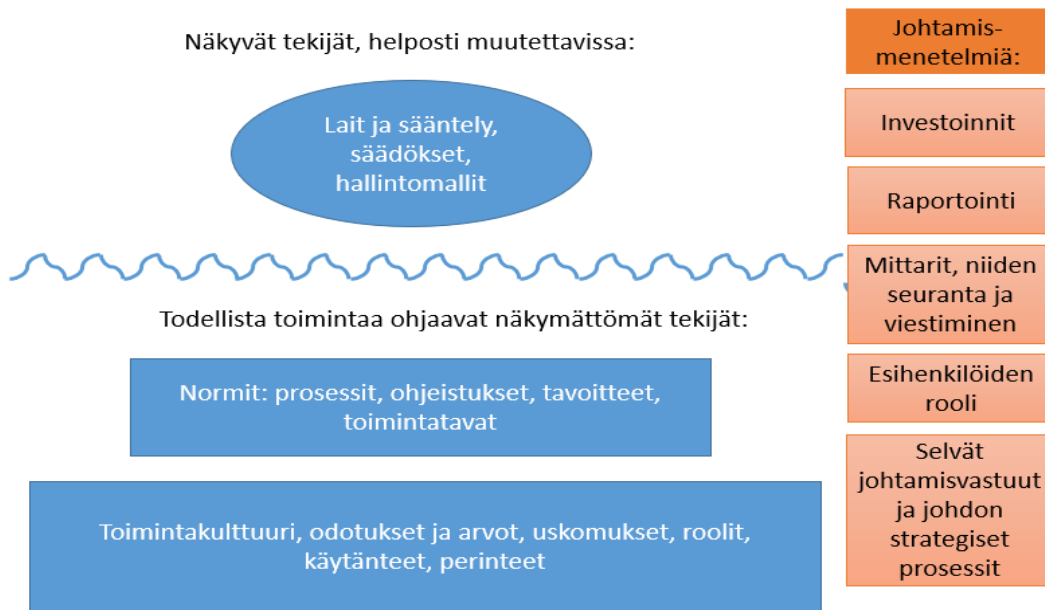 Näkyvät tekijät, helposti muutettavissa:
Lait ja sääntely,
säädökset,
hallintomallit
Todellista toimintaa ohjaavat näkymättömät tekijät:
Normit: prosessit, ohjeistukset, tavoitteet,
toimintatavat
Toimintakulttuuri, odotukset ja arvot, uskomukset, roolit,
käytänteet, perinteet
Johtamis-
menetelmiä:
Investoinnit
Raportointi
Mittarit, niiden
seuranta ja
viestiminen
Esihenkilöiden
rooli
Selvät
johtamisvastuut
ja johdon
strategiset
prosessit